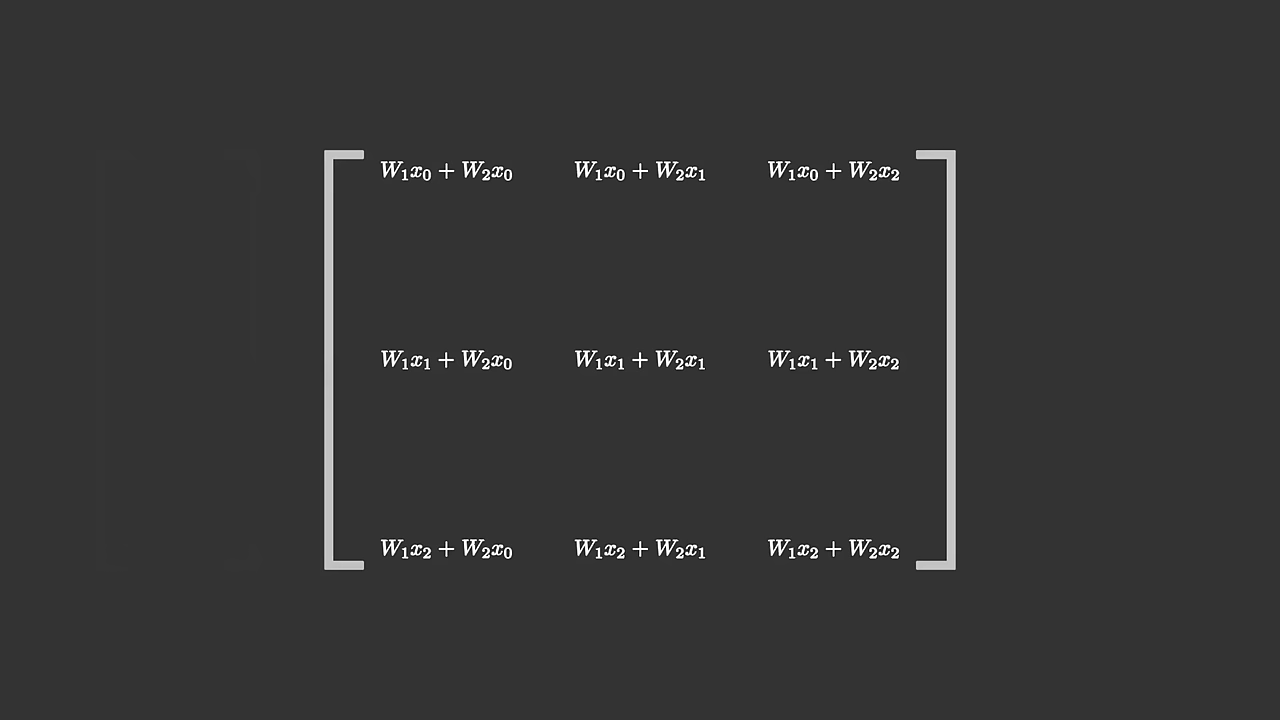 W₁x₀ + W₂x₀ W₁x₀ + W₂x₁ W₁x₀ + W₂x₂
W₁x₁ + W₂x₀ W₁x₁ + W₂x₁ W₁x₁ + W₂x₂
W₁x₂ + W₂x₀ W₁x₂ + W₂x₁ W₁x₂ + W₂x₂